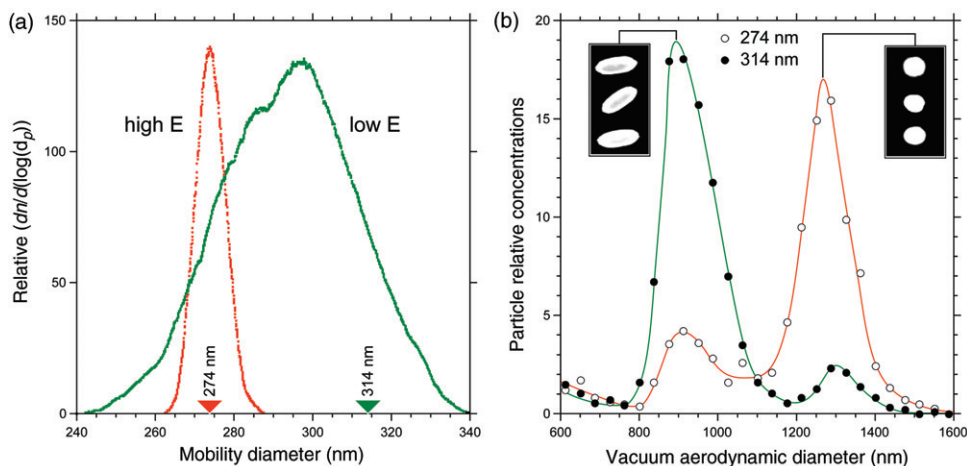 (a)
Relative (dn/d(log(dₚ))
200
150
100
50
0
high E
low E
274 nm
314 nm
240
260
280
300
320
340
Mobility diameter (nm)
(b)
Particle relative concentrations
20
15
10
5
0
274 nm
314 nm
600
800
1000
1200
1400
1600
Vacuum aerodynamic diameter (nm)